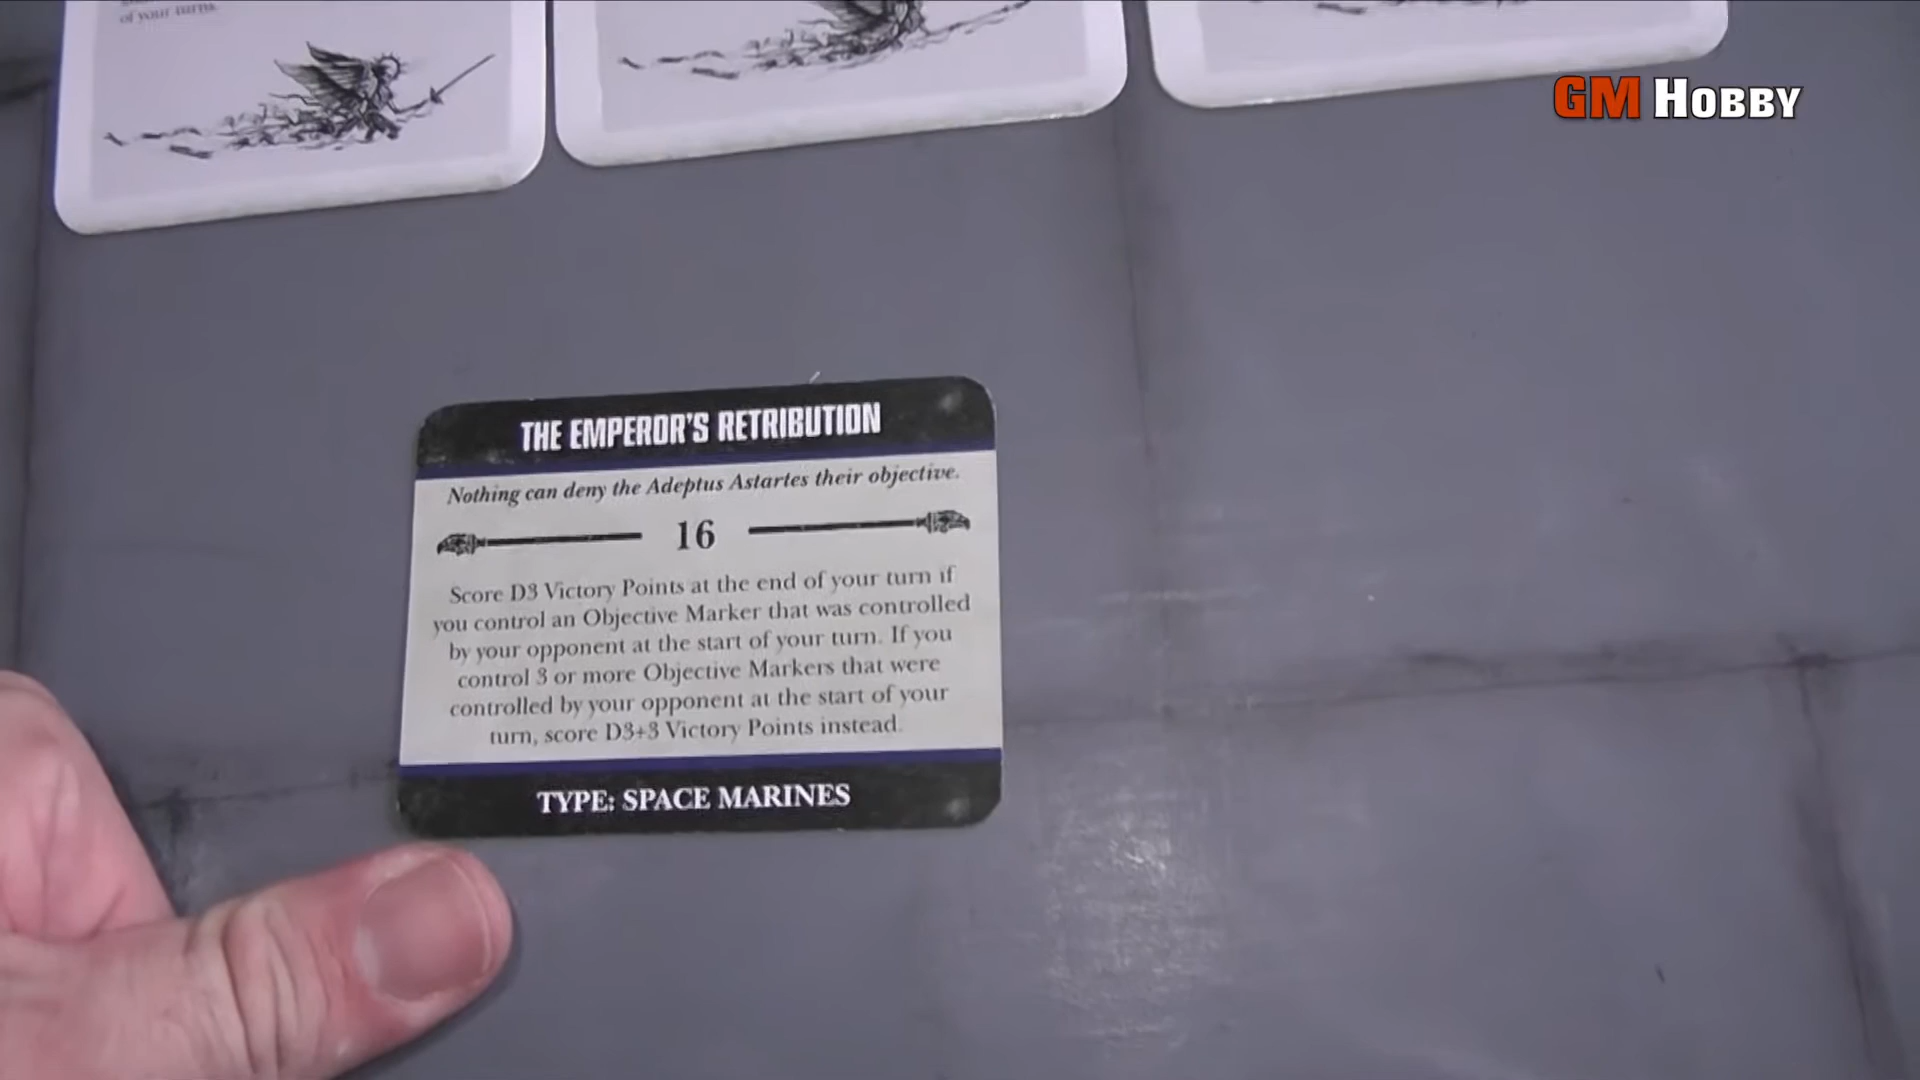 of your turns.
GM HOBBY
THE EMPEROR'S RETRIBUTION
Nothing can deny the Adeptus Astartes their objective.
16
Score D3 Victory Points at the end of your turn if
you control an Objective Marker that was controlled
by your opponent at the start of your turn. If you
control 3 or more Objective Markers that were
controlled by your opponent at the start of your
turn, score D3+3 Victory Points instead.
TYPE: SPACE MARINES